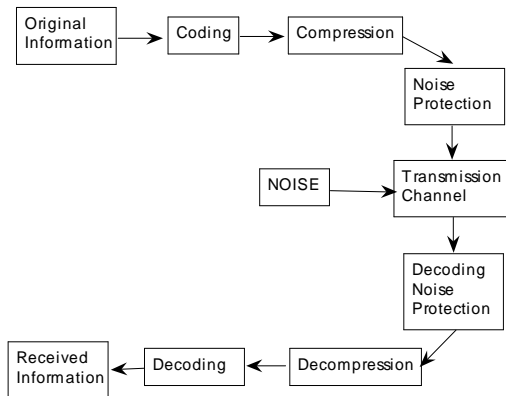 Original
Information
Coding
Compression
Noise
Protection
NOISE
Transmission
Channel
Decoding
Noise
Protection
Received
Information
Decoding
Decompression